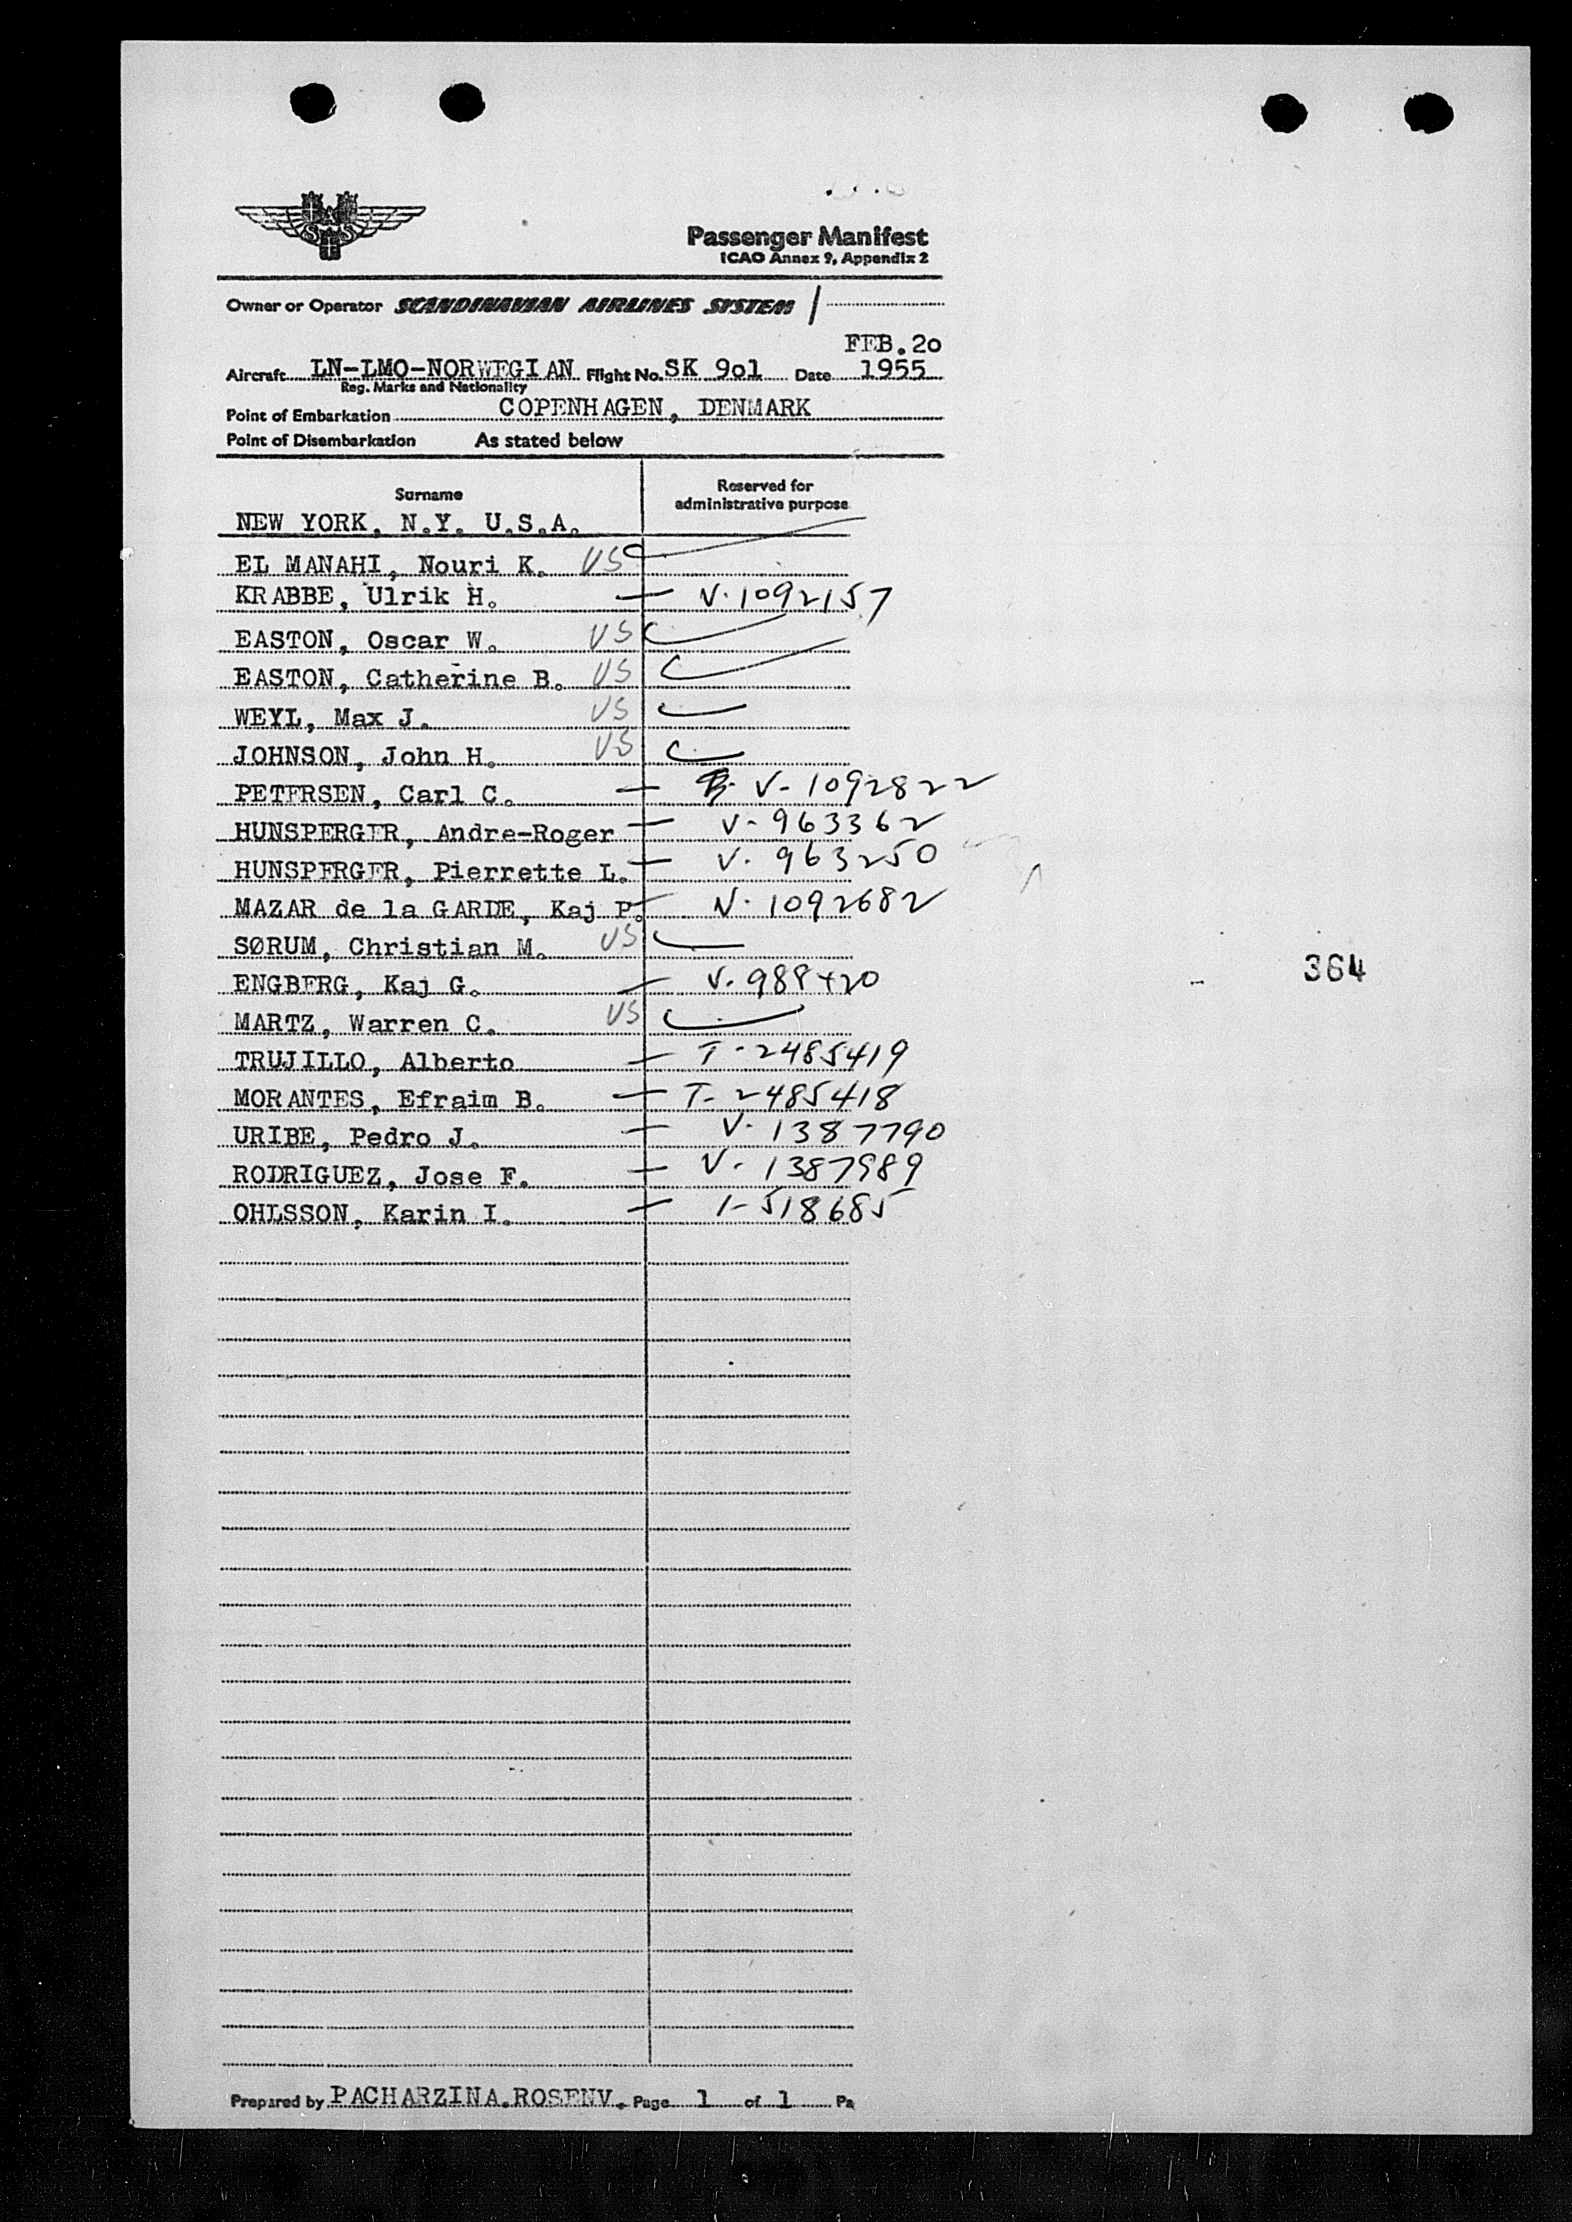 Passenger Manifest
ICAO Annex 9, Appendix 2
Owner or Operator SCANDINAVIAN AIRLINES SYSTEM
FEB.20
Aircraft LN-LMO-NORWEGIAN Flight No. SK 901 Date 1955
Reg. Marks and Nationality
Point of Embarkation COPENHAGEN, DENMARK
Point of Disembarkation As stated below
Surname Reserved for
administrative purpose
NEW YORK, N.Y. U.S.A.
EL MANAHI, Nouri K. US
KRABBE, Ulrik H. — V-1092157
EASTON, Oscar W. US
EASTON, Catherine B. US
WEYL, Max J. US
JOHNSON, John H. US
PETERSEN, Carl C. — V-1092822
HUNSPERGER, Andre-Roger — V-963362
HUNSPERGER, Pierrette L. — V-963250
MAZAR de la GARDE, Kaj P. — V-1092682
SØRUM, Christian M. US
ENGBERG, Kaj G. — V-988420
MARTZ, Warren C. US
TRUJILLO, Alberto — T-2485419
MORANTES, Efraim B. — T-2485418
URIBE, Pedro J. — V-1387790
RODRIGUEZ, Jose F. — V-1387989
OHLSSON, Karin I. — 1-518685
364
Prepared by PACHARZINA.ROSENV. Page 1 of 1 Pa